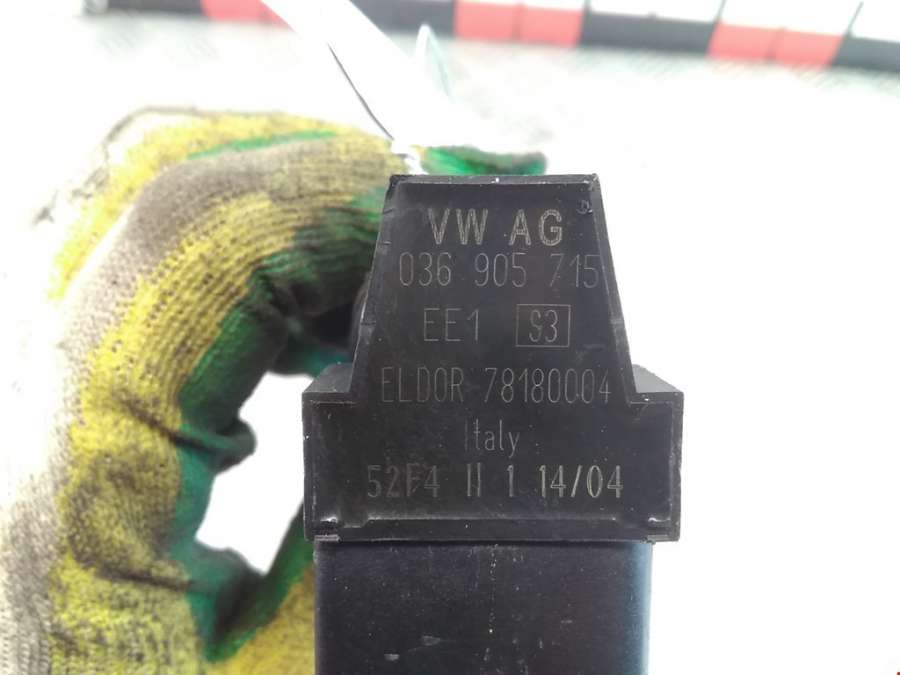 VW AG
036 905 715
EE1 S3
ELDOR 78180004
Italy
52F4 II 1 14/04